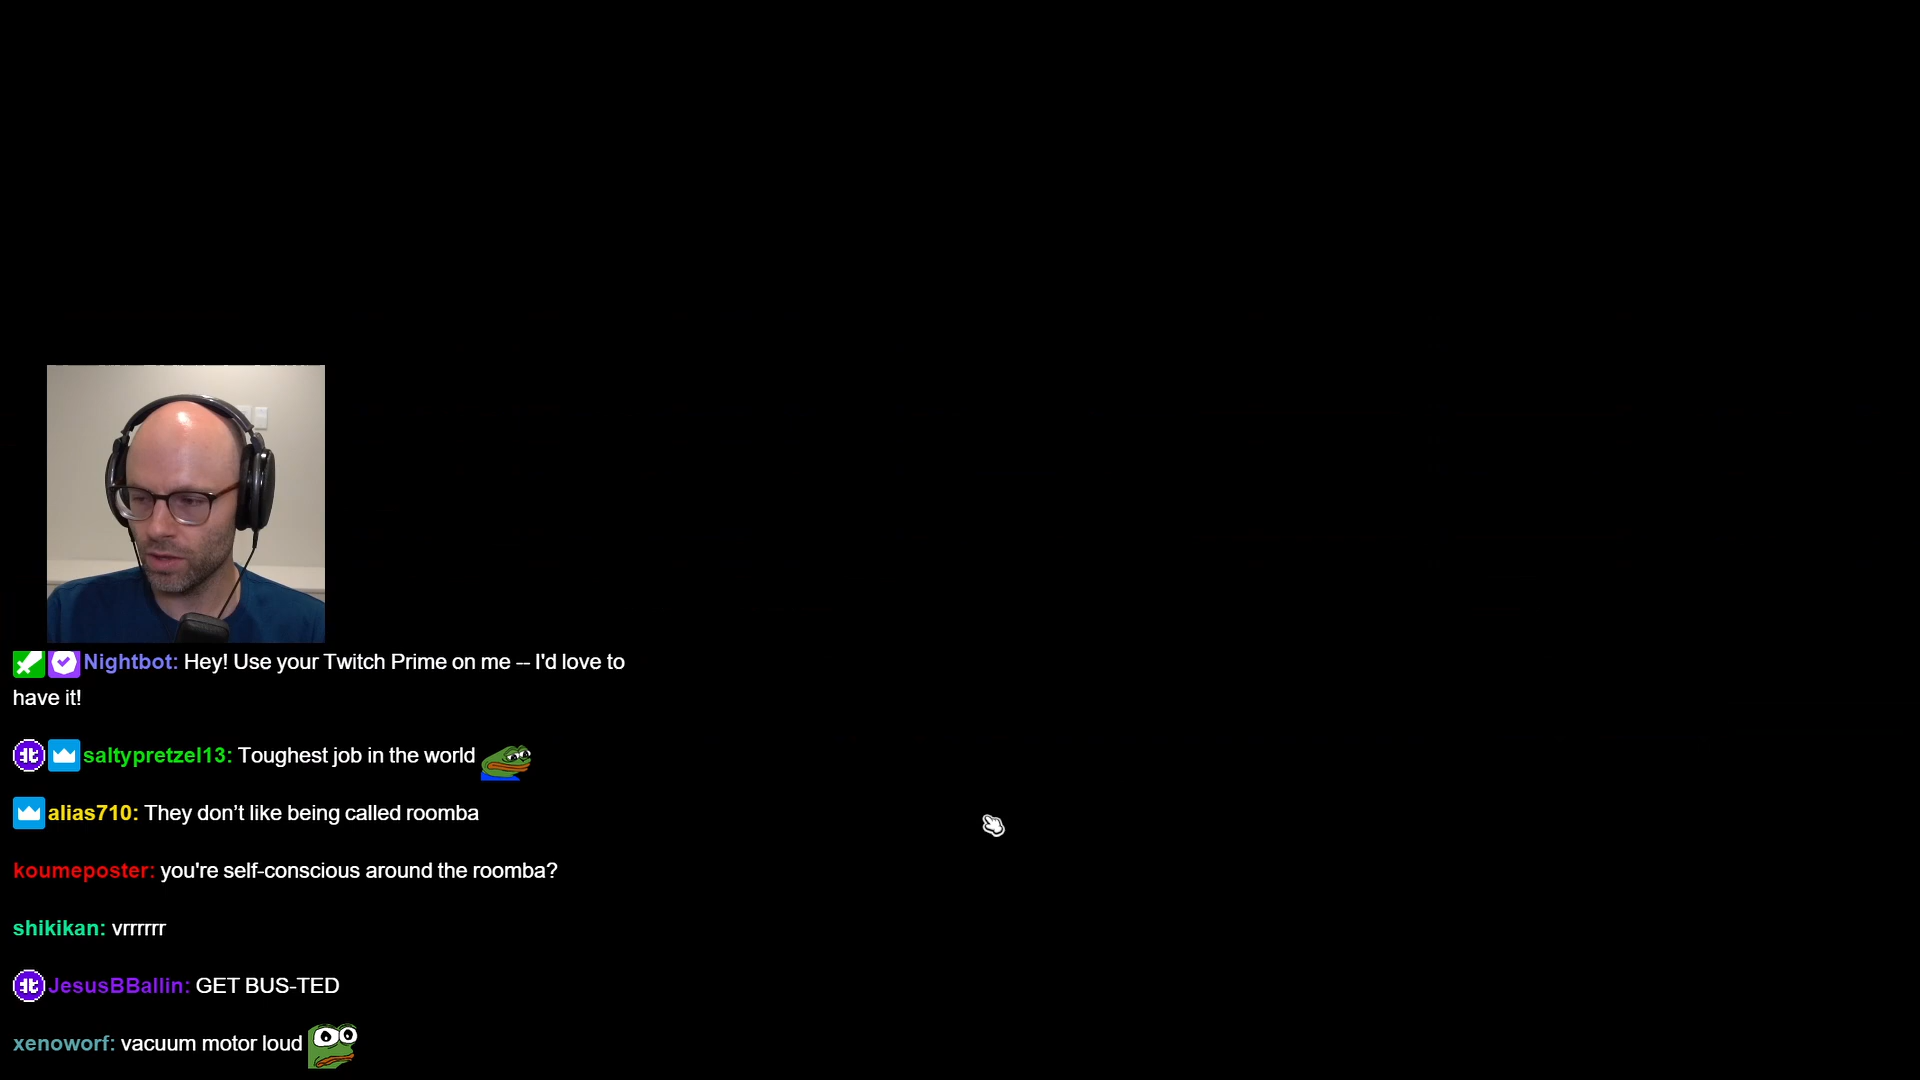 Nightbot: Hey! Use your Twitch Prime on me -- I'd love to
have it!
saltypretzel13: Toughest job in the world
alias710: They don’t like being called roomba
koumeposter: you're self-conscious around the roomba?
shikikan: vrrrrrr
JesusBBallin: GET BUS-TED
xenoworf: vacuum motor loud